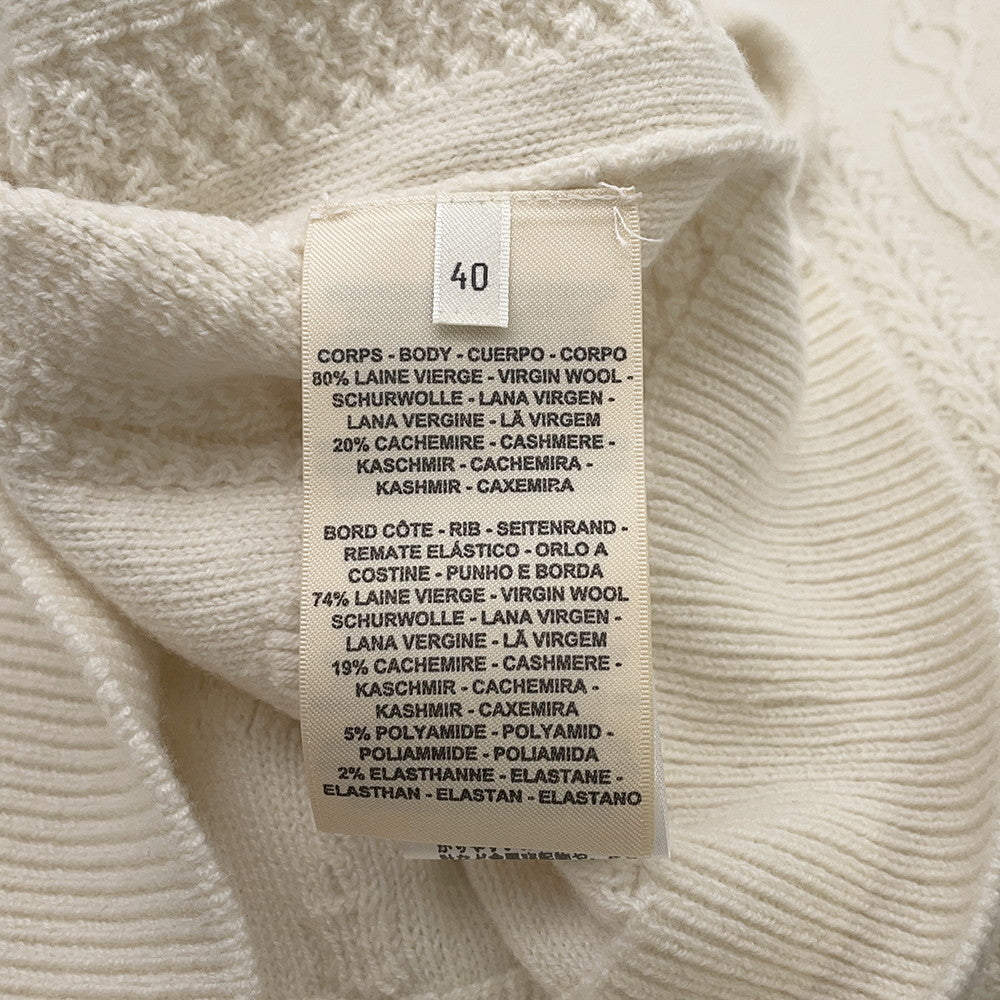 40
CORPS - BODY - CUERPO - CORPO
80% LAINE VIERGE - VIRGIN WOOL -
SCHURWOLLE - LANA VIRGEN -
LANA VERGINE - LÃ VIRGEM
20% CACHEMIRE - CASHMERE -
KASCHMIR - CACHEMIRA -
KASHMIR - CAXEMIRA
BORD CÔTE - RIB - SEITENRAND -
REMATE ELÁSTICO - ORLO A
COSTINE - PUNHO E BORDA
74% LAINE VIERGE - VIRGIN WOOL
SCHURWOLLE - LANA VIRGEN -
LANA VERGINE - LÃ VIRGEM
19% CACHEMIRE - CASHMERE -
KASCHMIR - CACHEMIRA -
KASHMIR - CAXEMIRA
5% POLYAMIDE - POLYAMID -
POLIAMMIDE - POLIAMIDA
2% ELASTHANNE - ELASTANE -
ELASTHAN - ELASTAN - ELASTANO